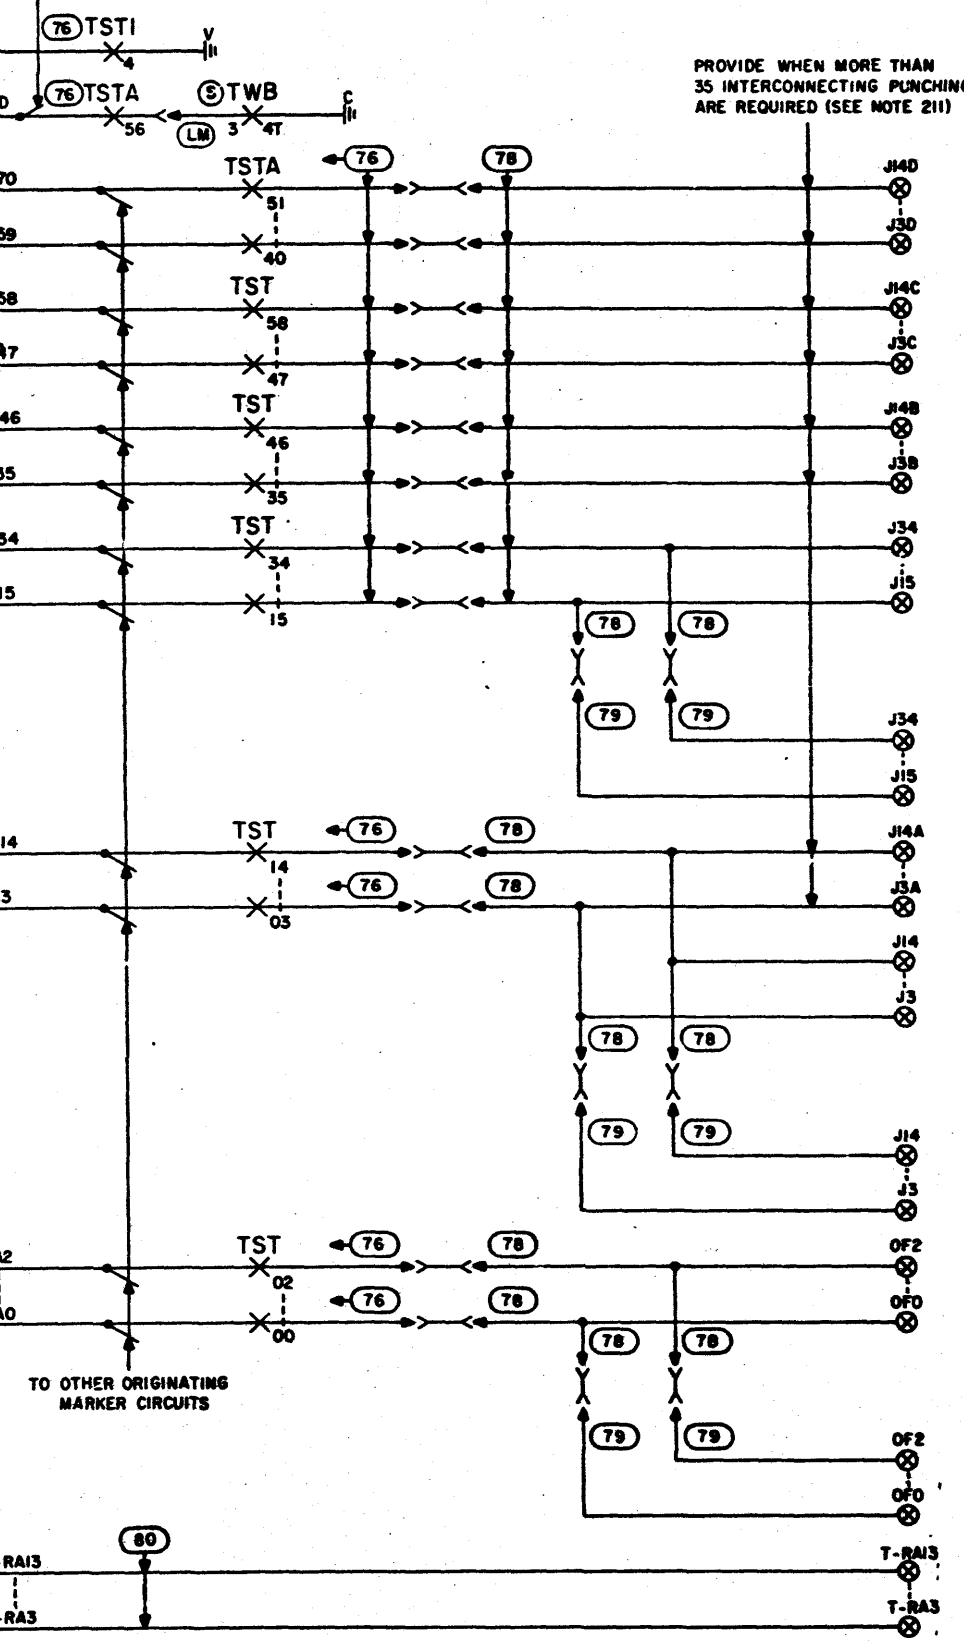 76 TST1 V
4
PROVIDE WHEN MORE THAN
35 INTERCONNECTING PUNCHING
ARE REQUIRED (SEE NOTE 211)
D 76 TSTA S TWB C
56 LM 3 4T
70 TSTA 76 78 J14D
51
59 J3D
40
58 TST J14C
58
47 J3C
47
46 TST J14B
46
35 J3B
35
34 TST J34
34
15 J15
15
78 78
79 79 J34
J15
14 TST 76 78 J14A
14
3 76 78 J3A
03
J14
J3
78 78
79 79 J14
J3
A2 TST 76 78 OF2
02
A0 76 78 OF0
00
78 78
TO OTHER ORIGINATING
MARKER CIRCUITS
79 79 OF2
OF0
80
-RA13 T-RA13
-RA3 T-RA3